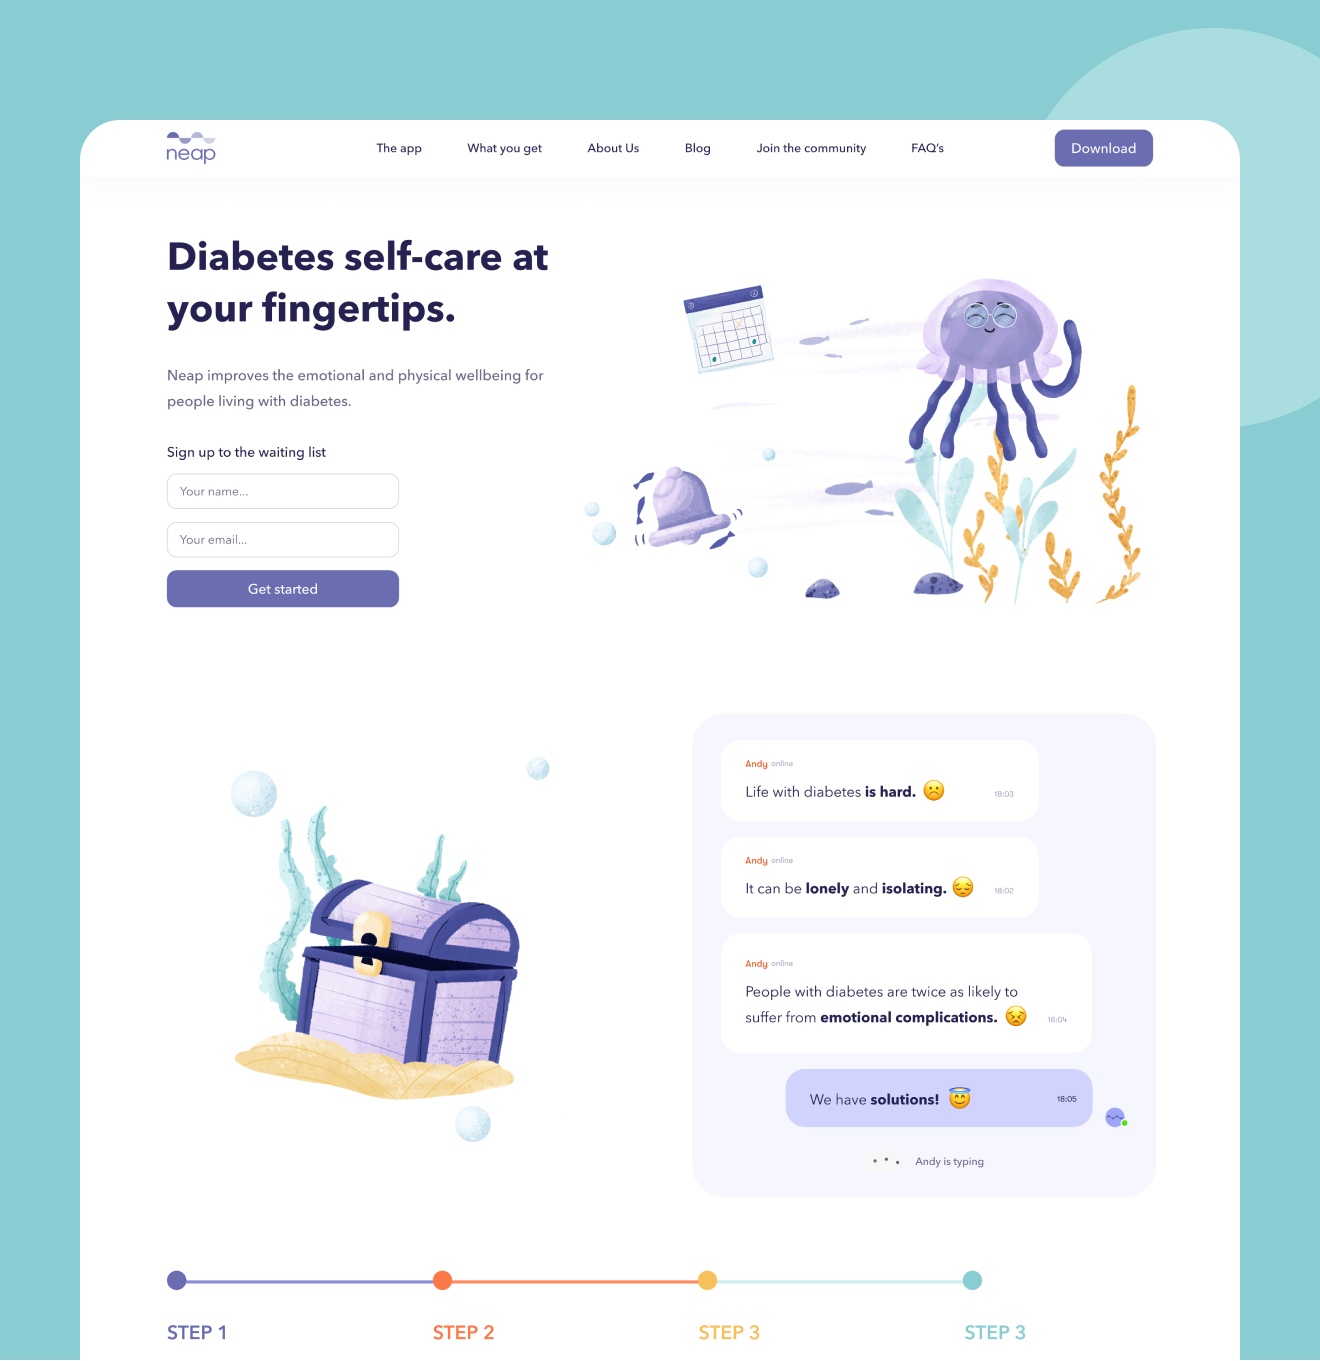 neap
The app
What you get
About Us
Blog
Join the community
FAQ's
Download
Diabetes self-care at
your fingertips.
Neap improves the emotional and physical wellbeing for
people living with diabetes.
Sign up to the waiting list
Your name...
Your email...
Get started
Andy online
Life with diabetes is hard. ☹️ 18:03
Andy online
It can be lonely and isolating. 😔 18:02
Andy online
People with diabetes are twice as likely to
suffer from emotional complications. 😣 18:04
We have solutions! 😇 18:05
Andy is typing
STEP 1
STEP 2
STEP 3
STEP 3